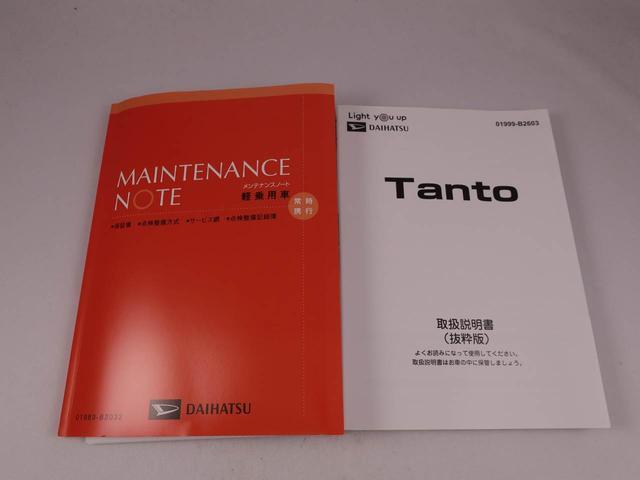 MAINTENANCE
NOTE
メンテナンスノート
軽乗用車
常時
携行
●保証書 ●点検整備方式 ●サービス網 ●点検整備記録簿
DAIHATSU
01989-B2032
Light you up
DAIHATSU
01999-B2603
Tanto
取扱説明書
(抜粋版)
よくお読みになって使用してください。
取扱説明書はお車の中に保管しましょう。